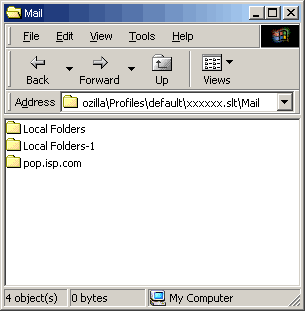 Mail
File Edit View Tools Help
Back Forward Up Views
Address ozilla\Profiles\default\xxxxxx.slt\Mail
Local Folders
Local Folders-1
pop.isp.com
4 object(s) 0 bytes My Computer